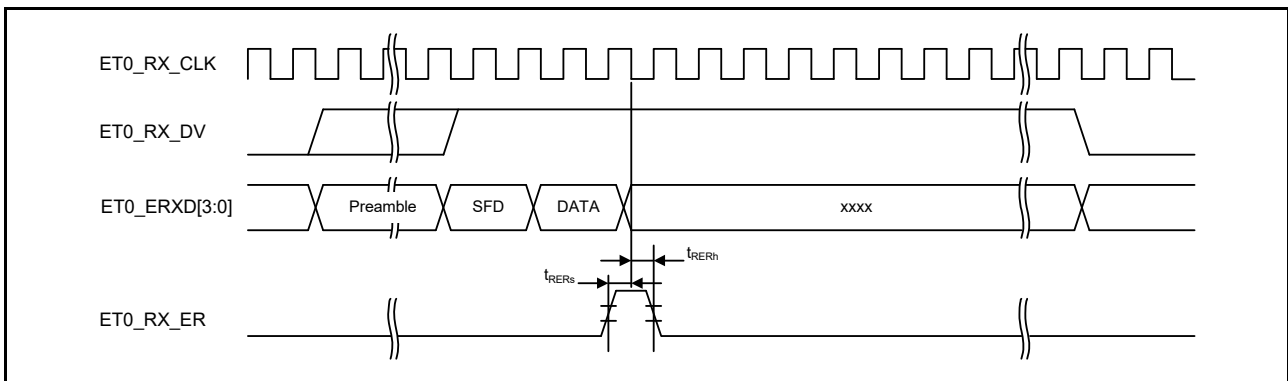 ET0_RX_CLK
ET0_RX_DV
ET0_ERXD[3:0]
Preamble
SFD
DATA
xxxx
tRERh
tRERs
ET0_RX_ER